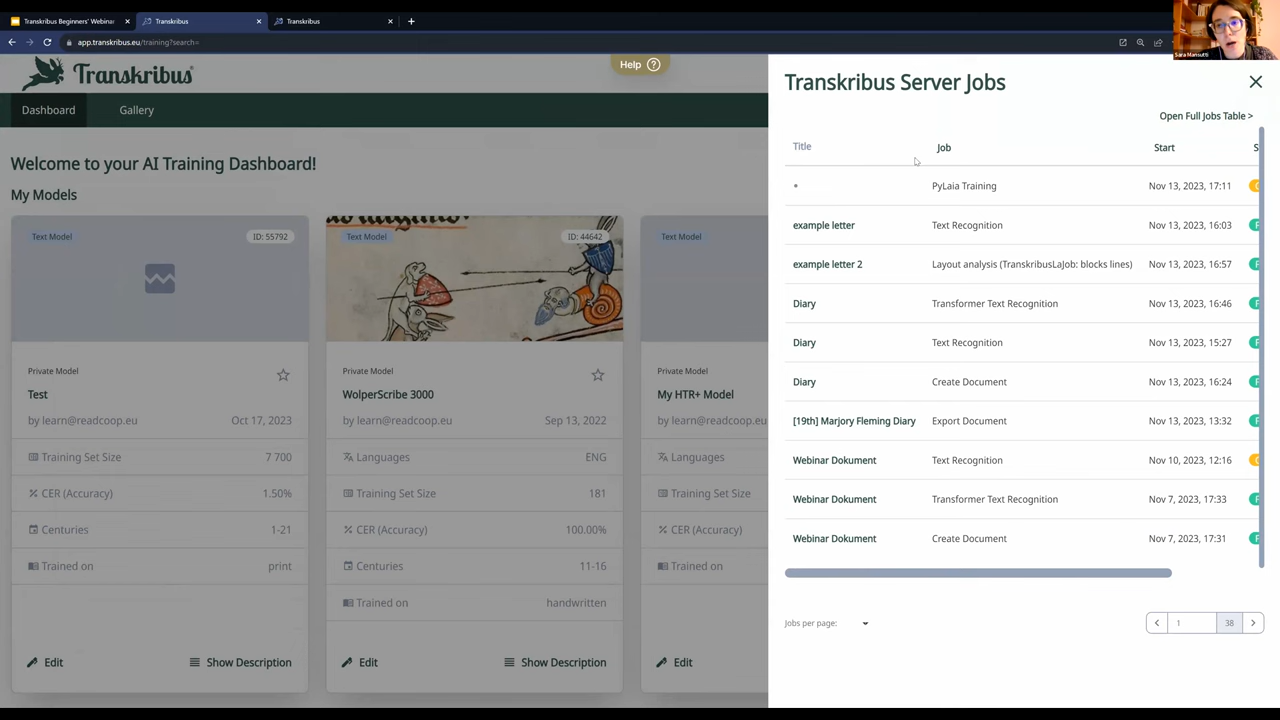 Transkribus Beginners' Webinar
Transkribus
Transkribus
app.transkribus.eu/training?search=
Sara Mansutti
Transkribus
Help ?
Dashboard
Gallery
Welcome to your AI Training Dashboard!
My Models
Text Model
ID: 55792
Private Model
Test
by learn@readcoop.eu
Oct 17, 2023
Training Set Size
7 700
CER (Accuracy)
1.50%
Centuries
1-21
Trained on
print
Edit
Show Description
Text Model
ID: 44642
Private Model
WolperScribe 3000
by learn@readcoop.eu
Sep 13, 2022
Languages
ENG
Training Set Size
181
CER (Accuracy)
100.00%
Centuries
11-16
Trained on
handwritten
Edit
Show Description
Text Model
Private Model
My HTR+ Model
by learn@readcoop.eu
Languages
Training Set Size
CER (Accuracy)
Trained on
Edit
Transkribus Server Jobs
Open Full Jobs Table >
Title Job Start S
PyLaia Training Nov 13, 2023, 17:11
example letter Text Recognition Nov 13, 2023, 16:03 F
example letter 2 Layout analysis (TranskribusLaJob: blocks lines) Nov 13, 2023, 16:57 F
Diary Transformer Text Recognition Nov 13, 2023, 16:46 F
Diary Text Recognition Nov 13, 2023, 15:27 F
Diary Create Document Nov 13, 2023, 16:24 F
[19th] Marjory Fleming Diary Export Document Nov 13, 2023, 13:32 F
Webinar Dokument Text Recognition Nov 10, 2023, 12:16
Webinar Dokument Transformer Text Recognition Nov 7, 2023, 17:33 F
Webinar Dokument Create Document Nov 7, 2023, 17:31 F
Jobs per page:
1 38